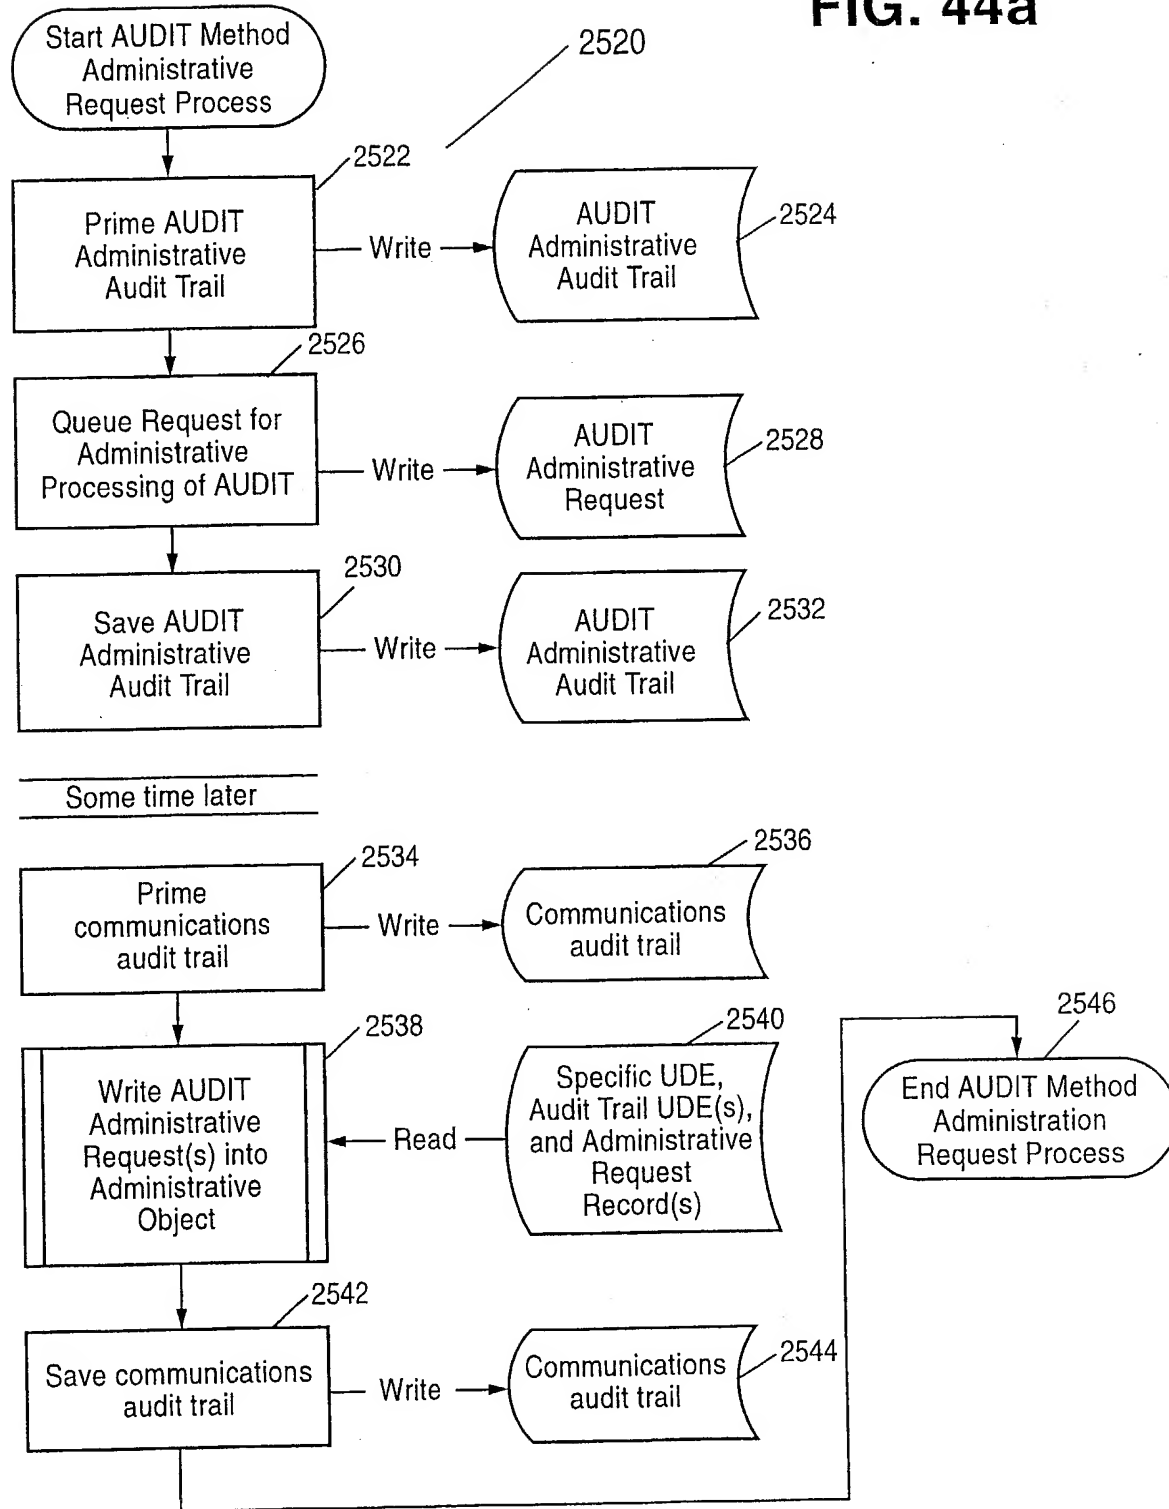 FIG. 44a
Start AUDIT Method
Administrative
Request Process
2520
2522
Prime AUDIT
Administrative
Audit Trail
Write
AUDIT
Administrative
Audit Trail
2524
2526
Queue Request for
Administrative
Processing of AUDIT
Write
AUDIT
Administrative
Request
2528
2530
Save AUDIT
Administrative
Audit Trail
Write
AUDIT
Administrative
Audit Trail
2532
Some time later
2534
Prime
communications
audit trail
Write
2536
Communications
audit trail
2538
Write AUDIT
Administrative
Request(s) into
Administrative
Object
Read
2540
Specific UDE,
Audit Trail UDE(s),
and Administrative
Request
Record(s)
2546
End AUDIT Method
Administration
Request Process
2542
Save communications
audit trail
Write
Communications
audit trail
2544